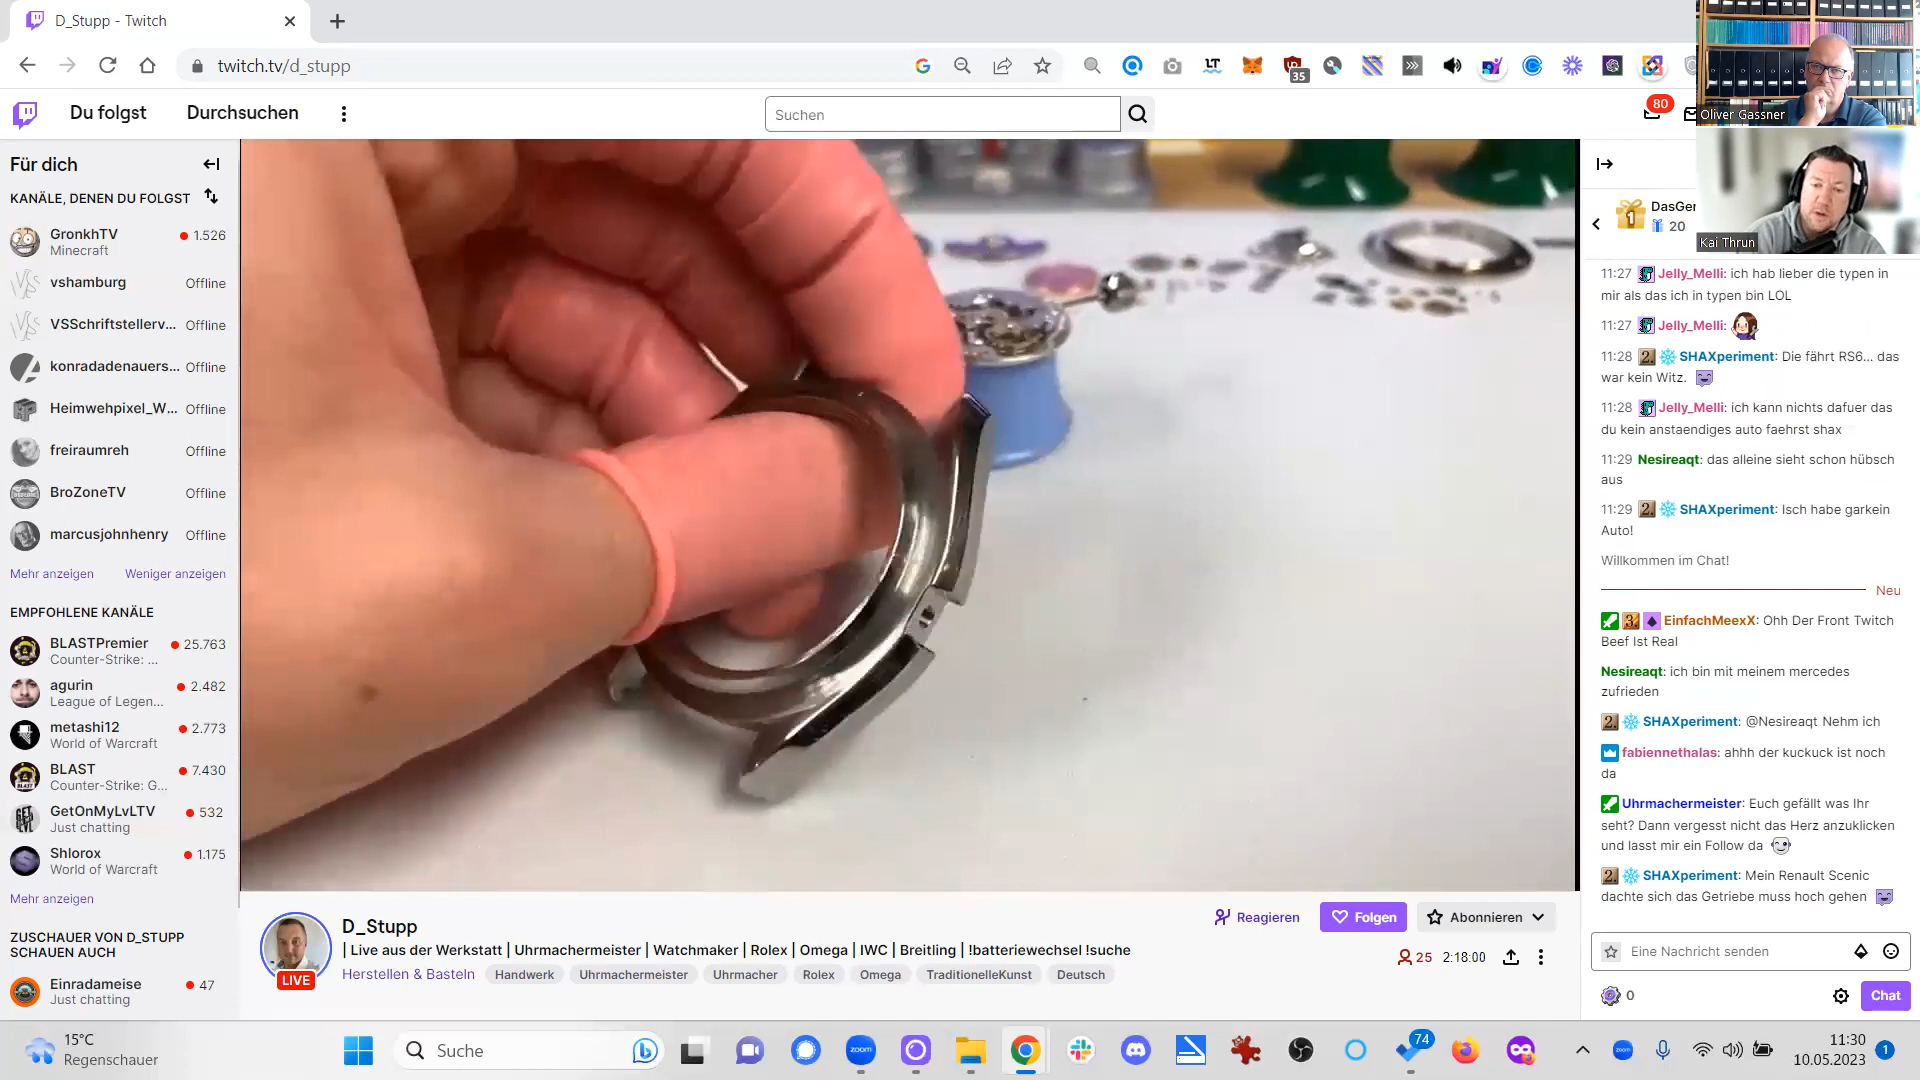 D_Stupp - Twitch
twitch.tv/d_stupp
35
Du folgst
Durchsuchen
Suchen
80
Oliver Gassner
Kai Thrun
Für dich
KANÄLE, DENEN DU FOLGST
GronkhTV
1.526
Minecraft
vshamburg
Offline
VSSchriftstellerv...
Offline
konradadenauers...
Offline
Heimwehpixel_W...
Offline
freiraumreh
Offline
BroZoneTV
Offline
marcusjohnhenry
Offline
Mehr anzeigen
Weniger anzeigen
EMPFOHLENE KANÄLE
BLASTPremier
25.763
Counter-Strike: ...
agurin
2.482
League of Legen...
metashi12
2.773
World of Warcraft
BLAST
7.430
Counter-Strike: G...
GetOnMyLvLTV
532
Just chatting
Shlorox
1.175
World of Warcraft
Mehr anzeigen
ZUSCHAUER VON D_STUPP
SCHAUEN AUCH
Einradameise
47
Just chatting
D_Stupp
| Live aus der Werkstatt | Uhrmachermeister | Watchmaker | Rolex | Omega | IWC | Breitling | !batteriewechsel !suche
Herstellen & Basteln
Handwerk
Uhrmachermeister
Uhrmacher
Rolex
Omega
TraditionelleKunst
Deutsch
LIVE
Reagieren
Folgen
Abonnieren
25
2:18:00
1
DasGer
20
11:27 Jelly_Melli: ich hab lieber die typen in
mir als das ich in typen bin LOL
11:27 Jelly_Melli:
11:28 2. SHAXperiment: Die fährt RS6... das
war kein Witz.
11:28 Jelly_Melli: ich kann nichts dafuer das
du kein anstaendiges auto faehrst shax
11:29 Nesireaqt: das alleine sieht schon hübsch
aus
11:29 2. SHAXperiment: Isch habe garkein
Auto!
Willkommen im Chat!
Neu
3. EinfachMeexX: Ohh Der Front Twitch
Beef Ist Real
Nesireaqt: ich bin mit meinem mercedes
zufrieden
2. SHAXperiment: @Nesireaqt Nehm ich
fabiennethalas: ahhh der kuckuck ist noch
da
Uhrmachermeister: Euch gefällt was Ihr
seht? Dann vergesst nicht das Herz anzuklicken
und lasst mir ein Follow da
2. SHAXperiment: Mein Renault Scenic
dachte sich das Getriebe muss hoch gehen
Eine Nachricht senden
0
Chat
15°C
Regenschauer
Suche
zoom
74
zoom
11:30
10.05.2023
1